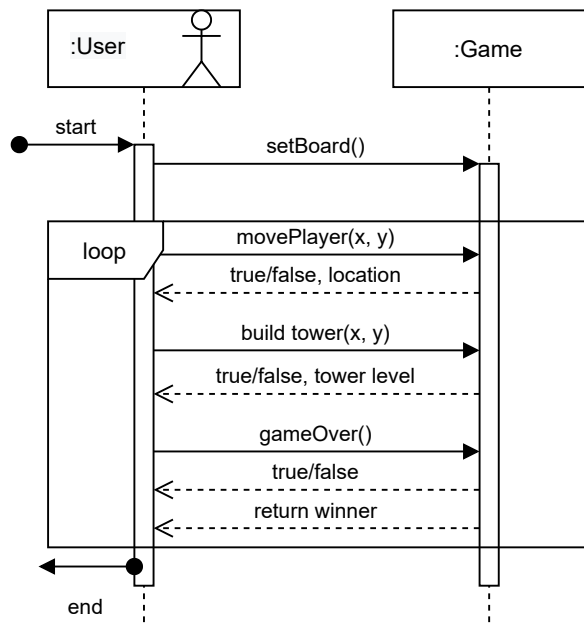 :User
:Game
start
setBoard()
loop
movePlayer(x, y)
true/false, location
build tower(x, y)
true/false, tower level
gameOver()
true/false
return winner
end